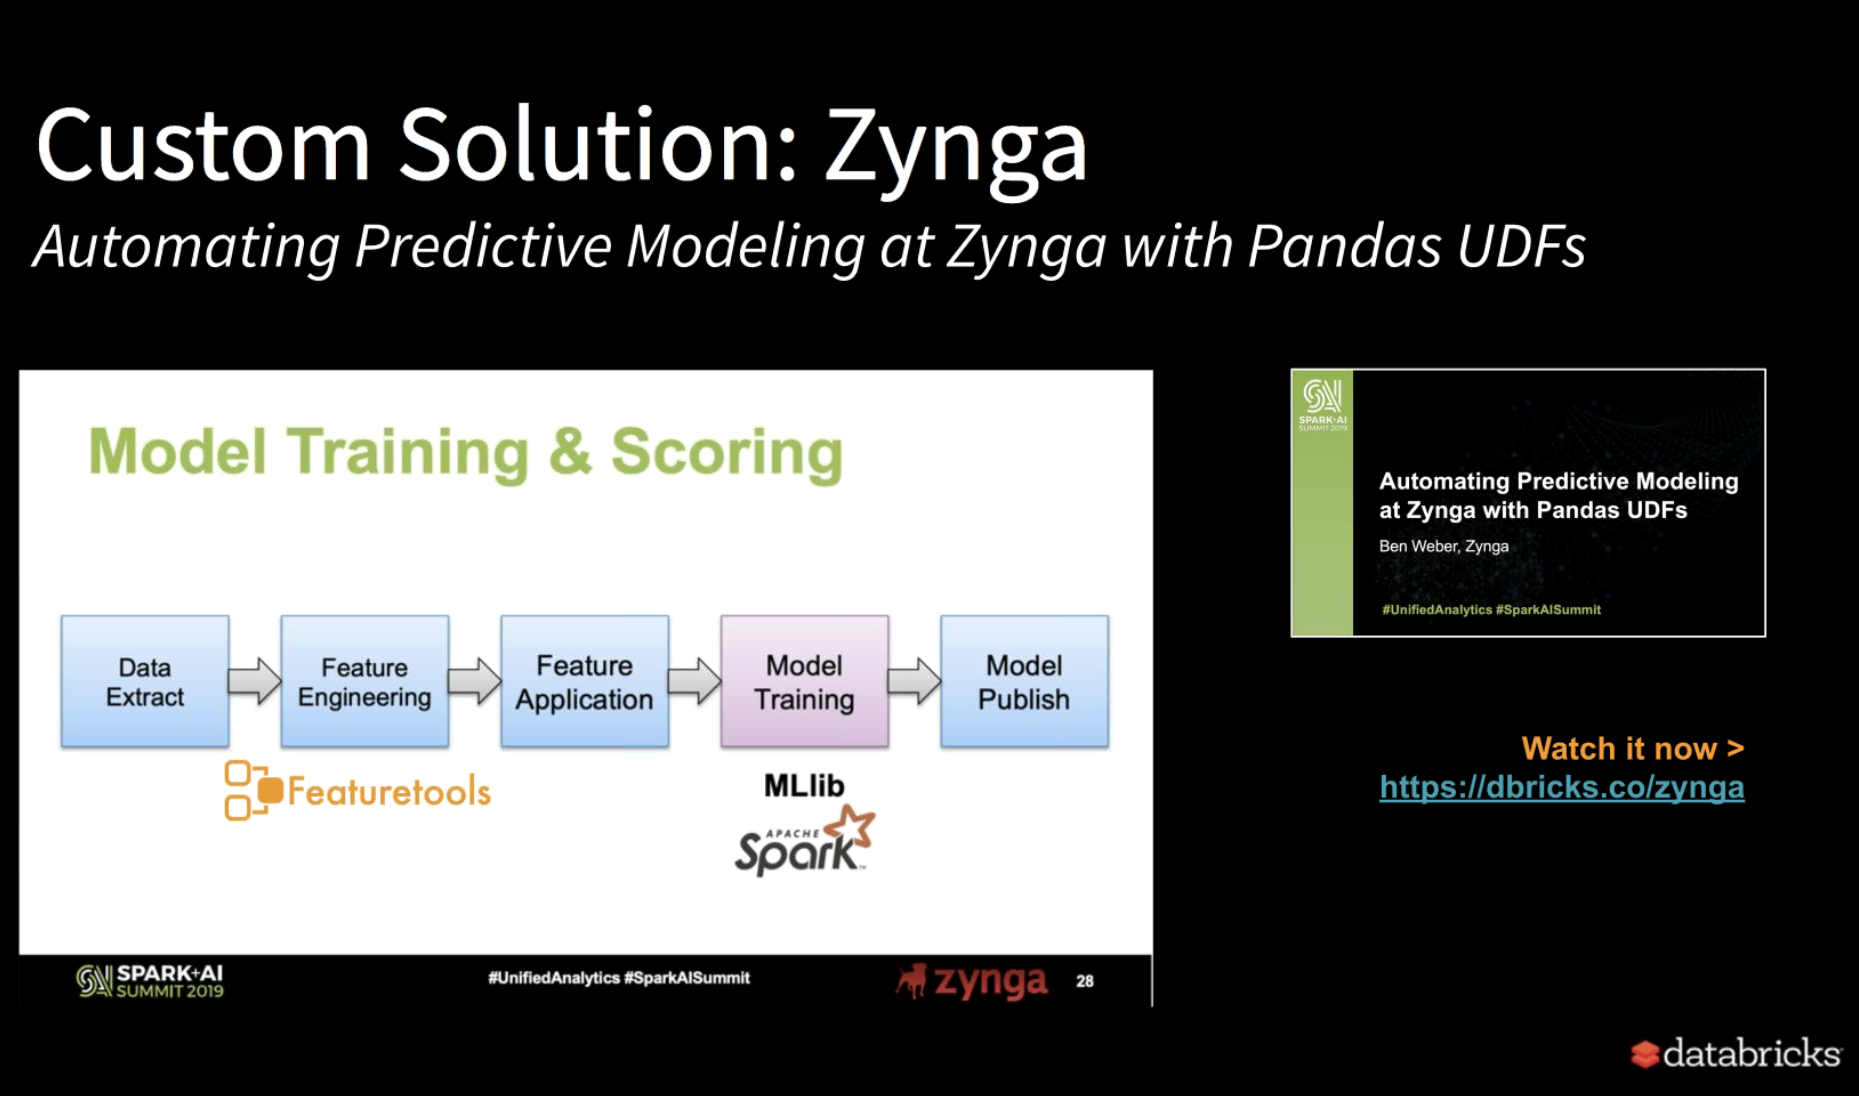 Custom Solution: Zynga
Automating Predictive Modeling at Zynga with Pandas UDFs
Model Training & Scoring
Data
Extract
Feature
Engineering
Feature
Application
Model
Training
Model
Publish
Featuretools
MLlib
APACHE
Spark™
SPARK+AI
SUMMIT 2019
#UnifiedAnalytics #SparkAISummit
zynga
28
SPARK+AI
SUMMIT 2019
Automating Predictive Modeling
at Zynga with Pandas UDFs
Ben Weber, Zynga
#UnifiedAnalytics #SparkAISummit
Watch it now >
https://dbricks.co/zynga
databricks